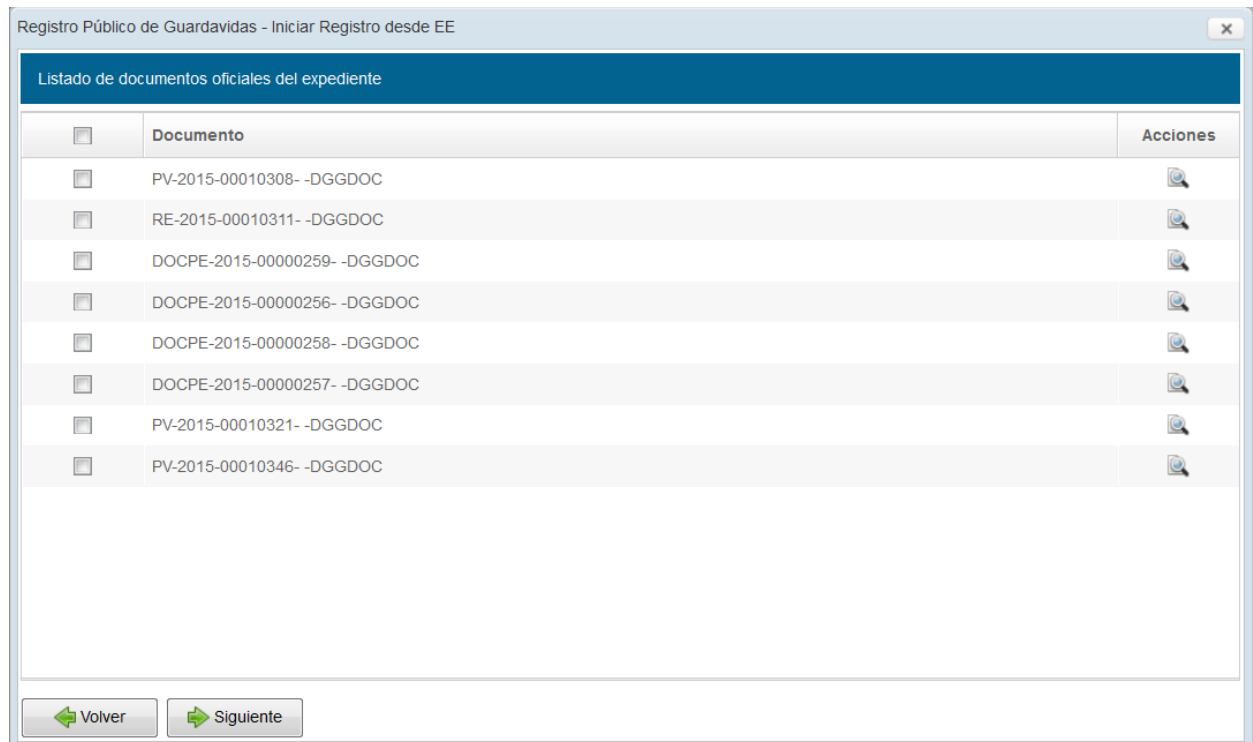 Registro Público de Guardavidas - Iniciar Registro desde EE
Listado de documentos oficiales del expediente
Documento Acciones
PV-2015-00010308- -DGGDOC
RE-2015-00010311- -DGGDOC
DOCPE-2015-00000259- -DGGDOC
DOCPE-2015-00000256- -DGGDOC
DOCPE-2015-00000258- -DGGDOC
DOCPE-2015-00000257- -DGGDOC
PV-2015-00010321- -DGGDOC
PV-2015-00010346- -DGGDOC
Volver Siguiente